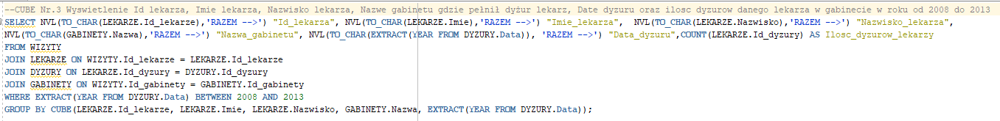 --CUBE Nr.3 Wyswietlenie Id lekarza, Imie lekarza, Nazwisko lekarza, Nazwe gabinetu gdzie pełnił dyżur lekarz, Date dyzuru oraz ilosc dyzurow danego lekarza w gabinecie w roku od 2008 do 2013
SELECT NVL(TO_CHAR(LEKARZE.Id_lekarze),'RAZEM -->') "Id_lekarza", NVL(TO_CHAR(LEKARZE.Imie),'RAZEM -->') "Imie_lekarza",  NVL(TO_CHAR(LEKARZE.Nazwisko),'RAZEM -->') "Nazwisko_lekarza",
NVL(TO_CHAR(GABINETY.Nazwa),'RAZEM -->') "Nazwa_gabinetu", NVL(TO_CHAR(EXTRACT(YEAR FROM DYZURY.Data)), 'RAZEM -->') "Data_dyzuru",COUNT(LEKARZE.Id_dyzury) AS Ilosc_dyzurow_lekarzy
FROM WIZYTY
JOIN LEKARZE ON WIZYTY.Id_lekarze = LEKARZE.Id_lekarze
JOIN DYZURY ON LEKARZE.Id_dyzury = DYZURY.Id_dyzury
JOIN GABINETY ON WIZYTY.Id_gabinety = GABINETY.Id_gabinety
WHERE EXTRACT(YEAR FROM DYZURY.Data) BETWEEN 2008 AND 2013
GROUP BY CUBE(LEKARZE.Id_lekarze, LEKARZE.Imie, LEKARZE.Nazwisko, GABINETY.Nazwa, EXTRACT(YEAR FROM DYZURY.Data));